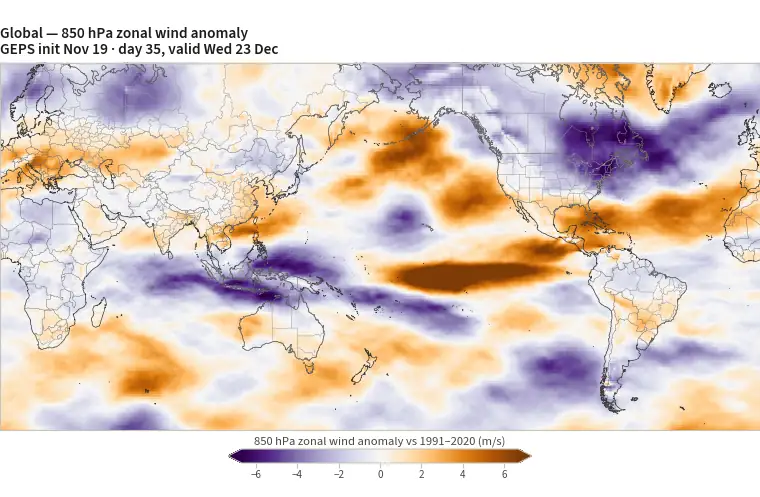 Global — 850 hPa zonal wind anomaly
GEPS init Nov 19 · day 35, valid Wed 23 Dec
850 hPa zonal wind anomaly vs 1991−2020 (m/s)
−6 −4 −2 0 2 4 6